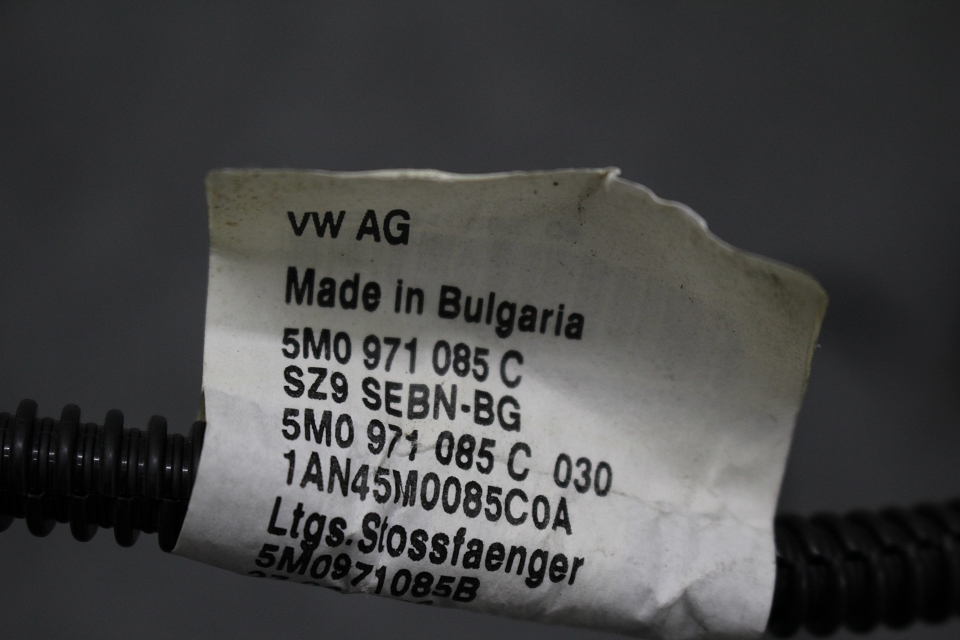 VW AG
Made in Bulgaria
5M0 971 085 C
SZ9 SEBN-BG
5M0 971 085 C 030
1AN45M0085C0A
Ltgs.Stossfaenger
5M0971085B